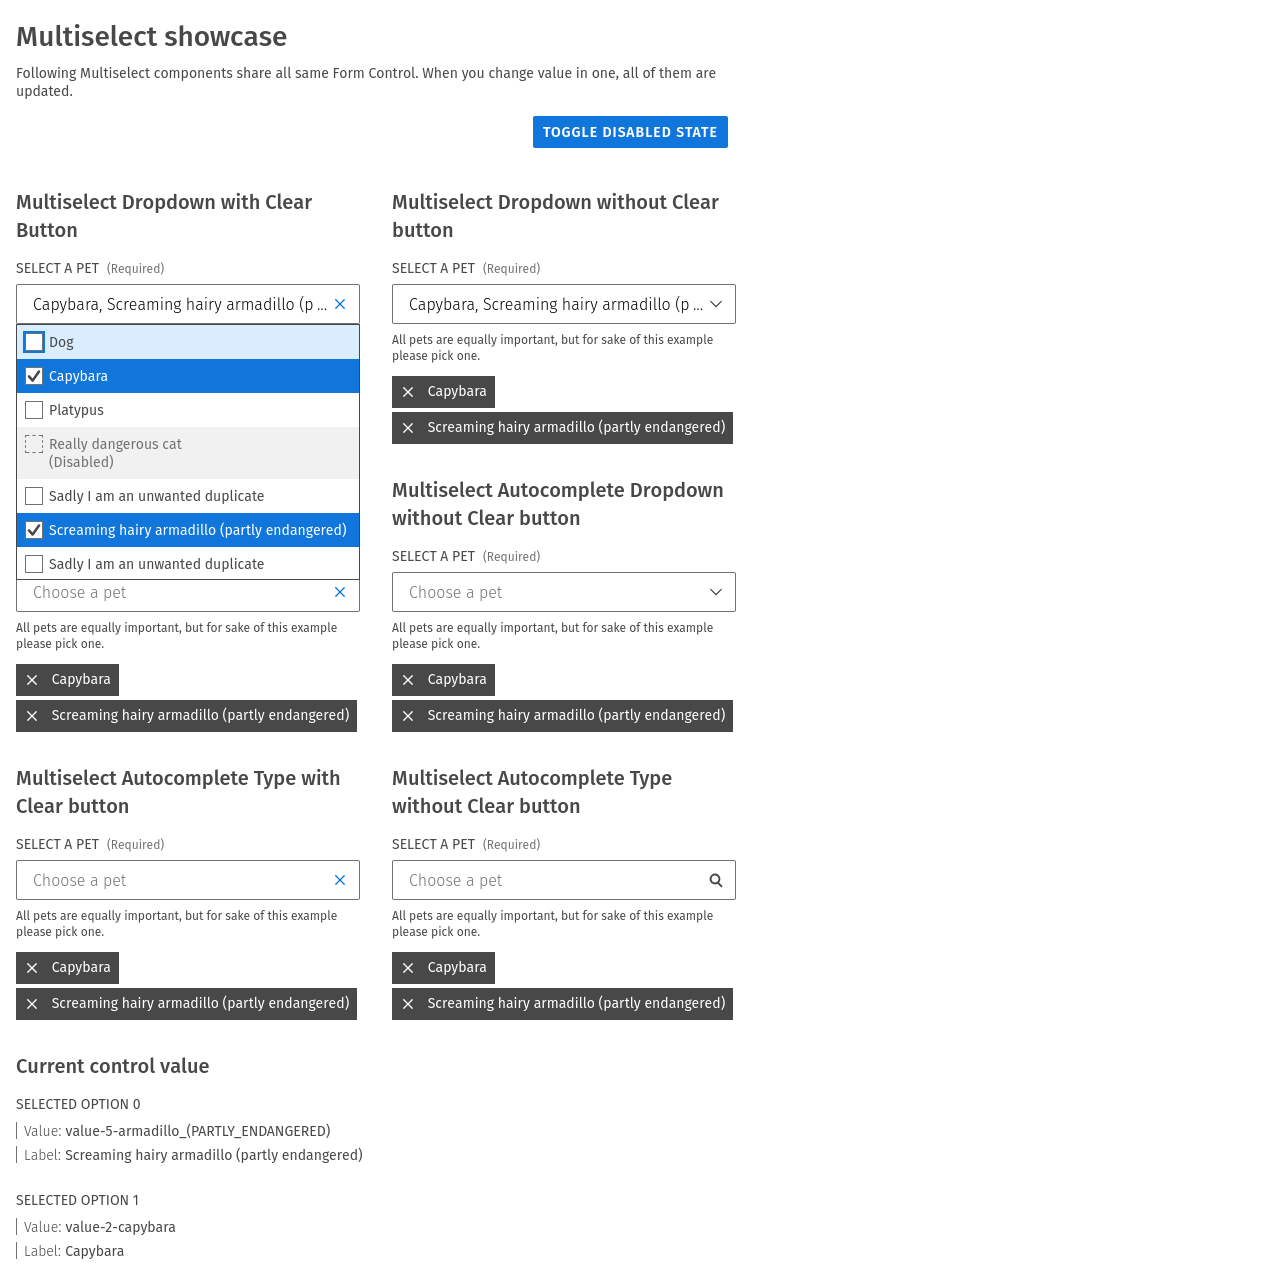 Multiselect showcase
Following Multiselect components share all same Form Control. When you change value in one, all of them are
updated.
TOGGLE DISABLED STATE
Multiselect Dropdown with Clear
Button
SELECT A PET (Required)
Capybara, Screaming hairy armadillo (p ...
Dog
Capybara
Platypus
Really dangerous cat
(Disabled)
Sadly I am an unwanted duplicate
Screaming hairy armadillo (partly endangered)
Sadly I am an unwanted duplicate
Choose a pet
All pets are equally important, but for sake of this example
please pick one.
Capybara
Screaming hairy armadillo (partly endangered)
Multiselect Dropdown without Clear
button
SELECT A PET (Required)
Capybara, Screaming hairy armadillo (p ...
All pets are equally important, but for sake of this example
please pick one.
Capybara
Screaming hairy armadillo (partly endangered)
Multiselect Autocomplete Dropdown
without Clear button
SELECT A PET (Required)
Choose a pet
All pets are equally important, but for sake of this example
please pick one.
Capybara
Screaming hairy armadillo (partly endangered)
Multiselect Autocomplete Type with
Clear button
SELECT A PET (Required)
Choose a pet
All pets are equally important, but for sake of this example
please pick one.
Capybara
Screaming hairy armadillo (partly endangered)
Multiselect Autocomplete Type
without Clear button
SELECT A PET (Required)
Choose a pet
All pets are equally important, but for sake of this example
please pick one.
Capybara
Screaming hairy armadillo (partly endangered)
Current control value
SELECTED OPTION 0
Value: value-5-armadillo_(PARTLY_ENDANGERED)
Label: Screaming hairy armadillo (partly endangered)
SELECTED OPTION 1
Value: value-2-capybara
Label: Capybara